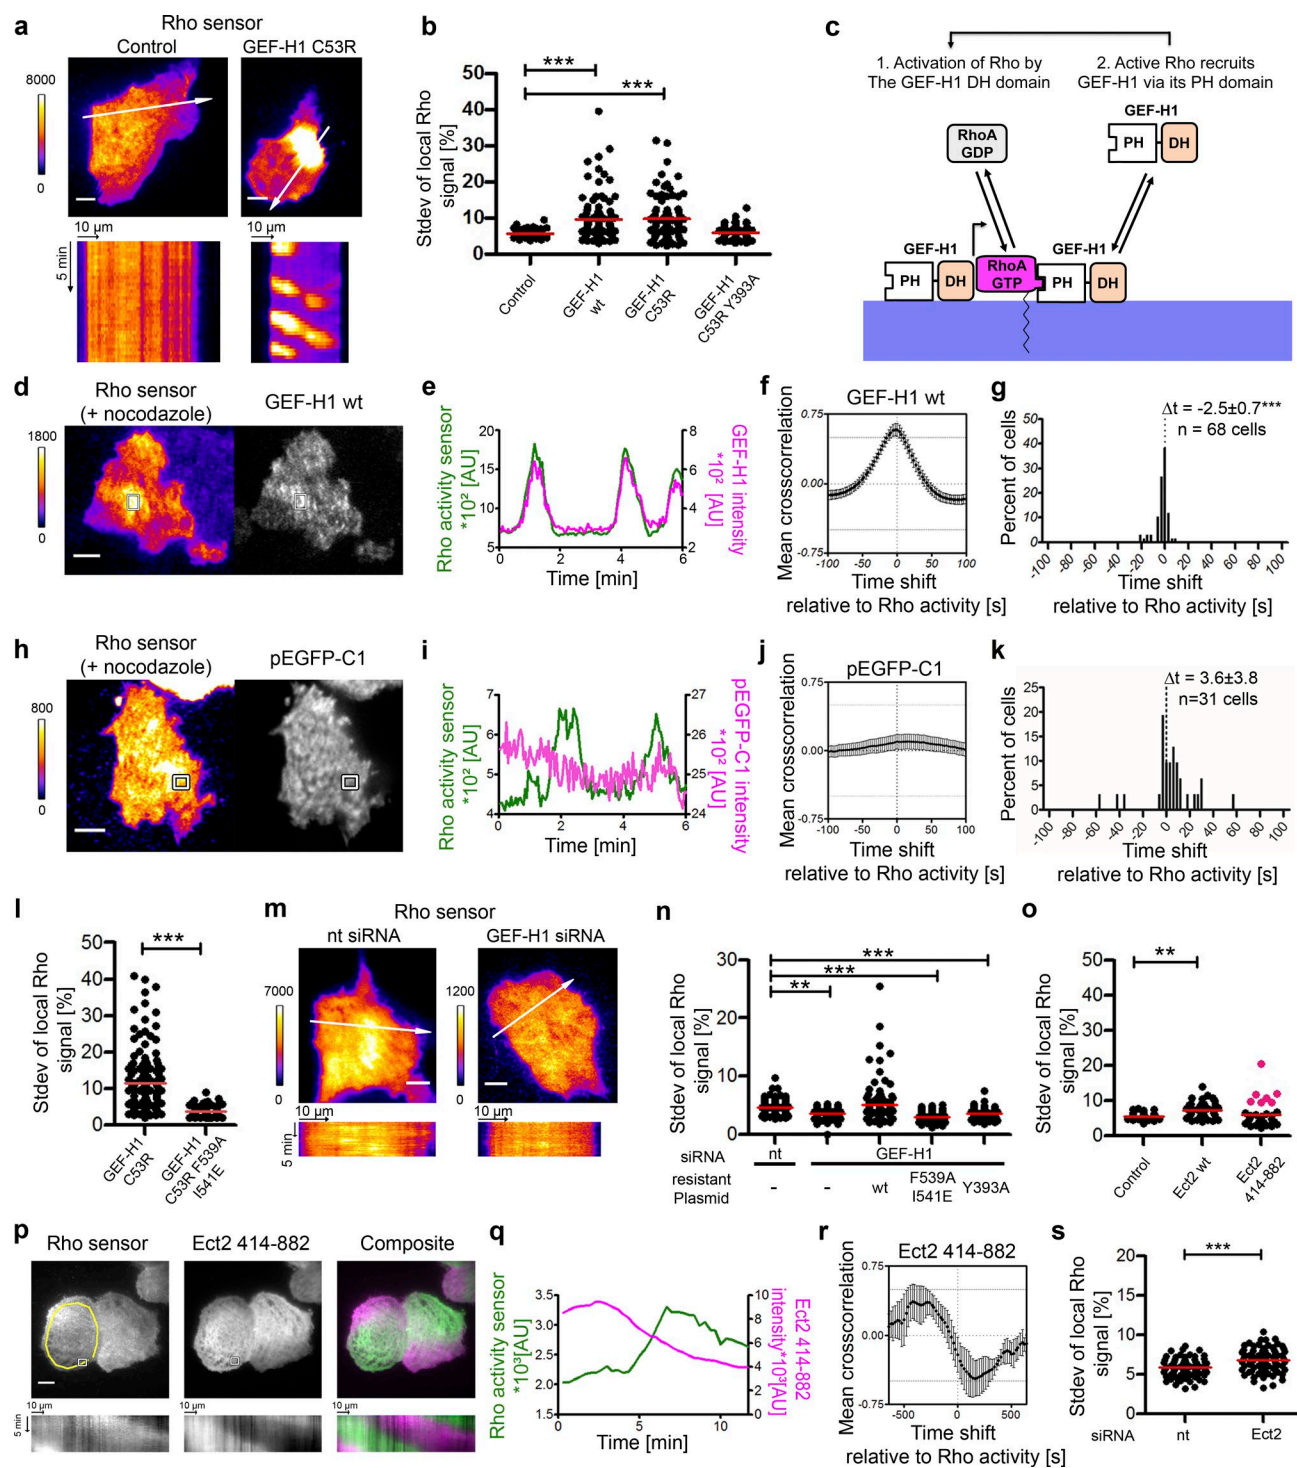 a
Rho sensor
Control
GEF-H1 C53R
8000
0
10 µm
10 µm
5 min
b
Stdev of local Rho
signal [%]
50
40
30
20
10
0
***
***
Control
GEF-H1
wt
GEF-H1
C53R
GEF-H1
C53R Y393A
c
1. Activation of Rho by
The GEF-H1 DH domain
2. Active Rho recruits
GEF-H1 via its PH domain
GEF-H1
RhoA
GDP
PH
DH
GEF-H1
GEF-H1
PH
DH
RhoA
GTP
PH
DH
d
Rho sensor
(+ nocodazole)
GEF-H1 wt
1800
0
e
Rho activity sensor
*10² [AU]
GEF-H1 intensity
*10² [AU]
20
15
10
5
8
6
4
2
0
2
4
6
Time [min]
f
GEF-H1 wt
Mean crosscorrelation
0.75
0.00
-0.75
-100
-50
0
50
100
Time shift
relative to Rho activity [s]
g
Δt = -2.5±0.7***
n = 68 cells
Percent of cells
50
40
30
20
10
0
-100
-80
-60
-40
-20
0
20
40
60
80
100
Time shift
relative to Rho activity [s]
h
Rho sensor
(+ nocodazole)
pEGFP-C1
800
0
i
Rho activity sensor
*10² [AU]
pEGFP-C1 intensity
*10² [AU]
7
6
5
4
27
26
25
24
0
2
4
6
Time [min]
j
pEGFP-C1
Mean crosscorrelation
0.75
0.00
-0.75
-100
-50
0
50
100
Time shift
relative to Rho activity [s]
k
Δt = 3.6±3.8
n=31 cells
Percent of cells
25
20
15
10
5
0
-100
-80
-60
-40
-20
0
20
40
60
80
100
Time shift
relative to Rho activity [s]
l
Stdev of local Rho
signal [%]
50
40
30
20
10
0
***
GEF-H1
C53R
GEF-H1
C53R F539A
I541E
m
Rho sensor
nt siRNA
GEF-H1 siRNA
7000
0
1200
0
10 µm
10 µm
5 min
n
Stdev of local Rho
signal [%]
30
20
10
0
***
***
**
siRNA
nt
GEF-H1
resistant
Plasmid
-
-
wt
F539A
I541E
Y393A
o
Stdev of local Rho
signal [%]
50
40
30
20
10
0
**
Control
Ect2 wt
Ect2
414-882
p
Rho sensor
Ect2 414-882
Composite
10 µm
10 µm
10 µm
5 min
q
Rho activity sensor
*10³[AU]
Ect2 414-882
intensity*10³[AU]
3.5
3.0
2.5
2.0
1.5
10
8
6
4
2
0
0
5
10
Time [min]
r
Ect2 414-882
Mean crosscorrelation
0.75
0.00
-0.75
-500
0
500
Time shift
relative to Rho activity [s]
s
Stdev of local Rho
signal [%]
20
15
10
5
0
***
siRNA
nt
Ect2